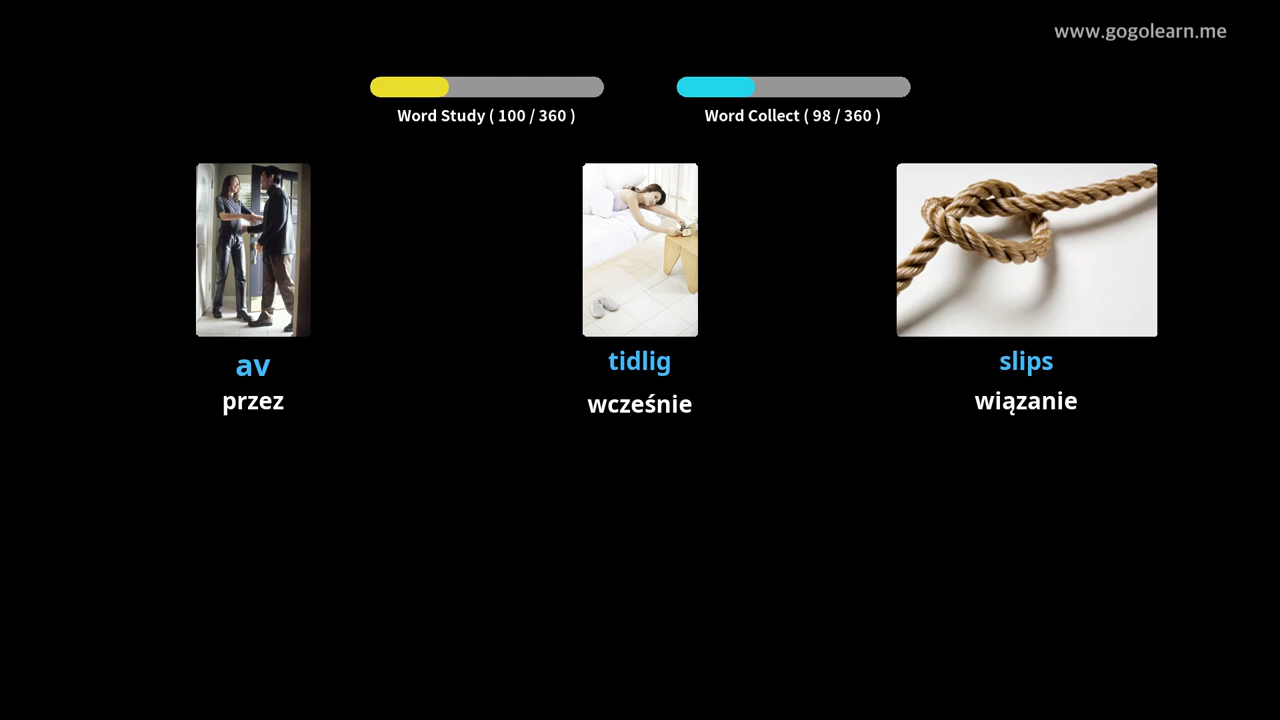 www.gogolearn.me
Word Study ( 100 / 360 )
Word Collect ( 98 / 360 )
av
przez
tidlig
wcześnie
slips
wiązanie